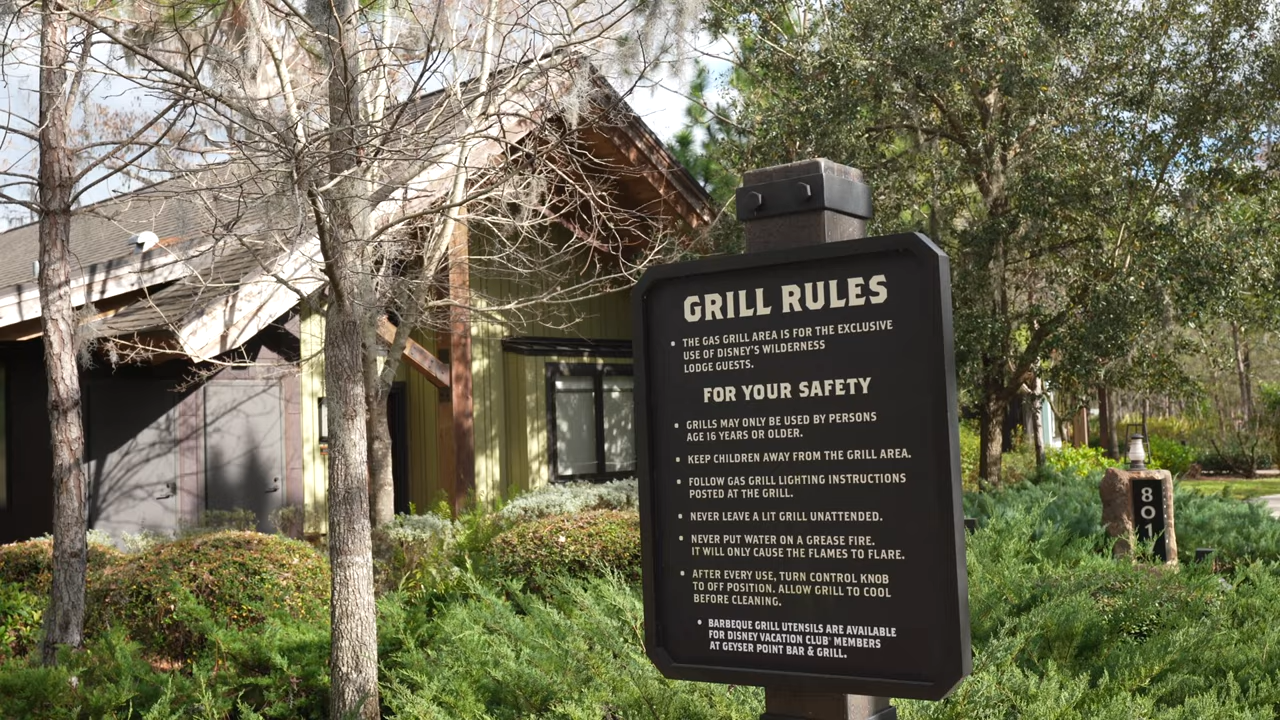 GRILL RULES
• THE GAS GRILL AREA IS FOR THE EXCLUSIVE
USE OF DISNEY'S WILDERNESS
LODGE GUESTS.
FOR YOUR SAFETY
• GRILLS MAY ONLY BE USED BY PERSONS
AGE 16 YEARS OR OLDER.
• KEEP CHILDREN AWAY FROM THE GRILL AREA.
• FOLLOW GAS GRILL LIGHTING INSTRUCTIONS
POSTED AT THE GRILL.
• NEVER LEAVE A LIT GRILL UNATTENDED.
• NEVER PUT WATER ON A GREASE FIRE.
IT WILL ONLY CAUSE THE FLAMES TO FLARE.
• AFTER EVERY USE, TURN CONTROL KNOB
TO OFF POSITION. ALLOW GRILL TO COOL
BEFORE CLEANING.
• BARBEQUE GRILL UTENSILS ARE AVAILABLE
FOR DISNEY VACATION CLUB® MEMBERS
AT GEYSER POINT BAR & GRILL.
8
0
1